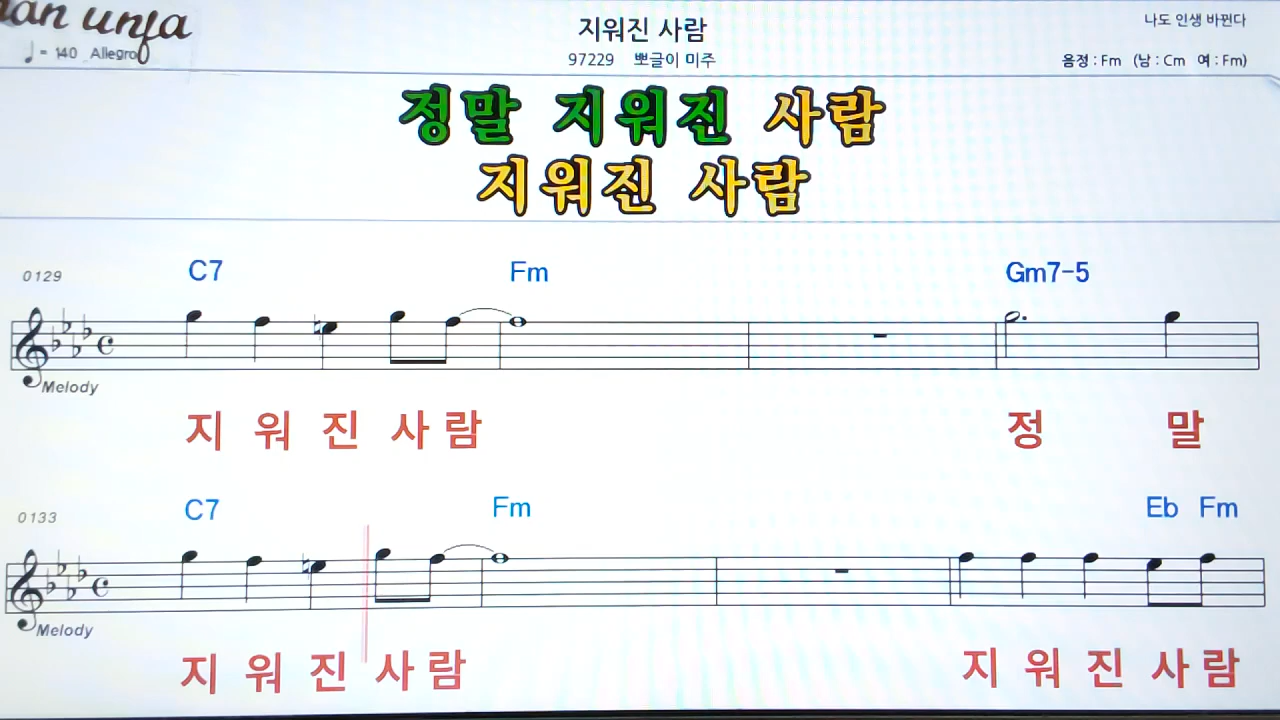 지워진 사람
나도 인생 바뀐다
= 140 Allegro
97229 뽀글이 미주
음정 : Fm (남 : Cm 여 : Fm)
정말 지워진 사람
지워진 사람
0129
C7 Fm Gm7-5
Melody
지 워 진 사 람 정 말
0133
C7 Fm Eb Fm
Melody
지 워 진 사 람 지 워 진 사 람